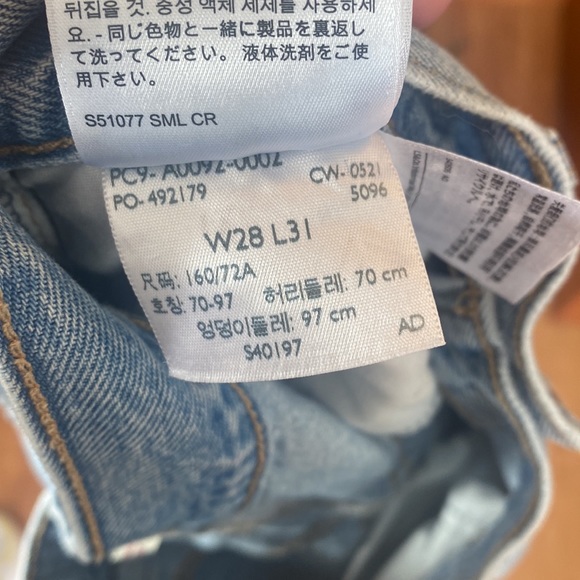 뒤집을 것. 중성 액체 세제를 사용하세
요. - 同じ色物と一緒に製品を裏返し
て洗ってください。液体洗剤をご使
用下さい。
S51077 SML CR
PC9- A0092-0002
PO- 492179
CW- 0521
5096
W28 L31
尺码: 160/72A
호칭: 70-97
허리둘레: 70 cm
엉덩이둘레: 97 cm
AD
S40197